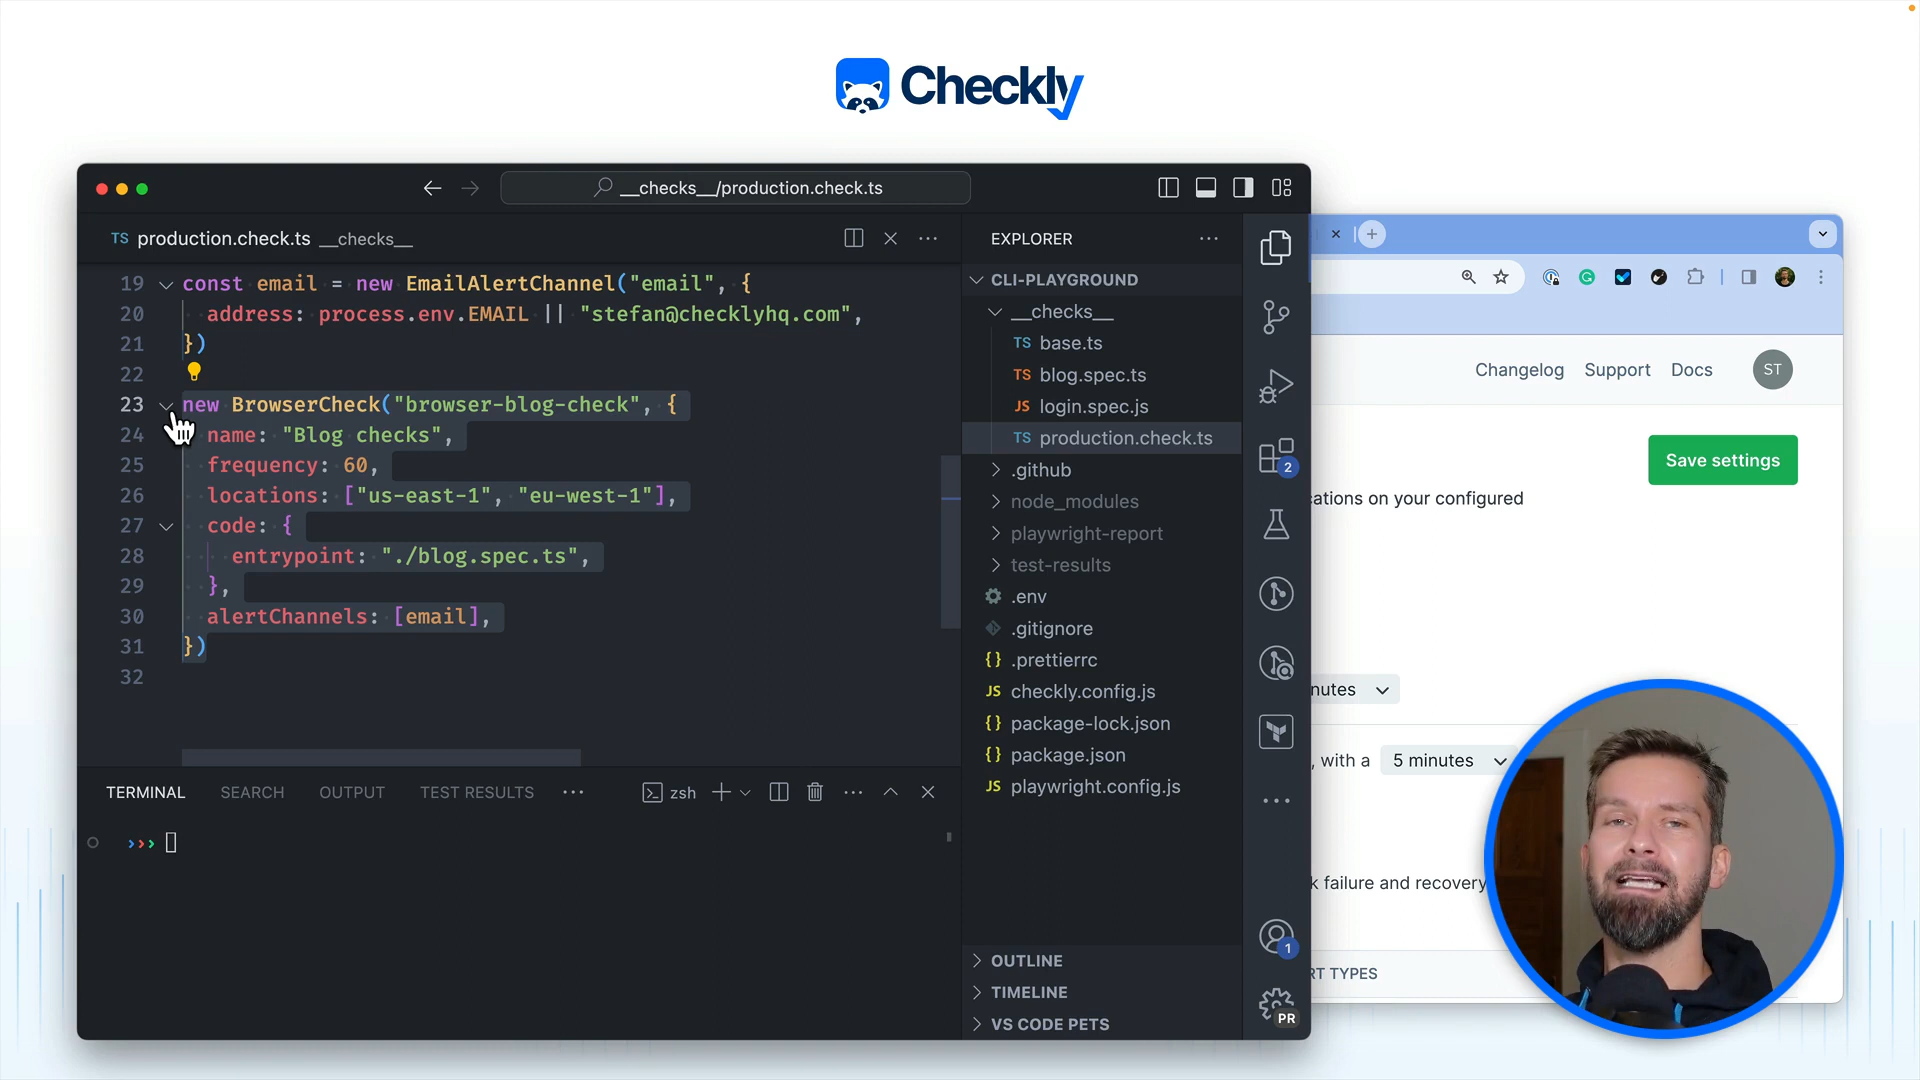 Checkly
__checks__/production.check.ts
TS production.check.ts __checks__
19 const email = new EmailAlertChannel("email", {
20 address: process.env.EMAIL || "stefan@checklyhq.com",
21 })
22
23 new BrowserCheck("browser-blog-check", {
24 name: "Blog checks",
25 frequency: 60,
26 locations: ["us-east-1", "eu-west-1"],
27 code: {
28 entrypoint: "./blog.spec.ts",
29 },
30 alertChannels: [email],
31 })
32
TERMINAL SEARCH OUTPUT TEST RESULTS
zsh
EXPLORER
CLI-PLAYGROUND
__checks__
TS base.ts
TS blog.spec.ts
JS login.spec.js
TS production.check.ts
.github
node_modules
playwright-report
test-results
.env
.gitignore
{} .prettierrc
JS checkly.config.js
{} package-lock.json
{} package.json
JS playwright.config.js
OUTLINE
TIMELINE
VS CODE PETS
2
1
PR
Changelog Support Docs ST
Save settings
cations on your configured
nutes
, with a 5 minutes
k failure and recovery
RT TYPES